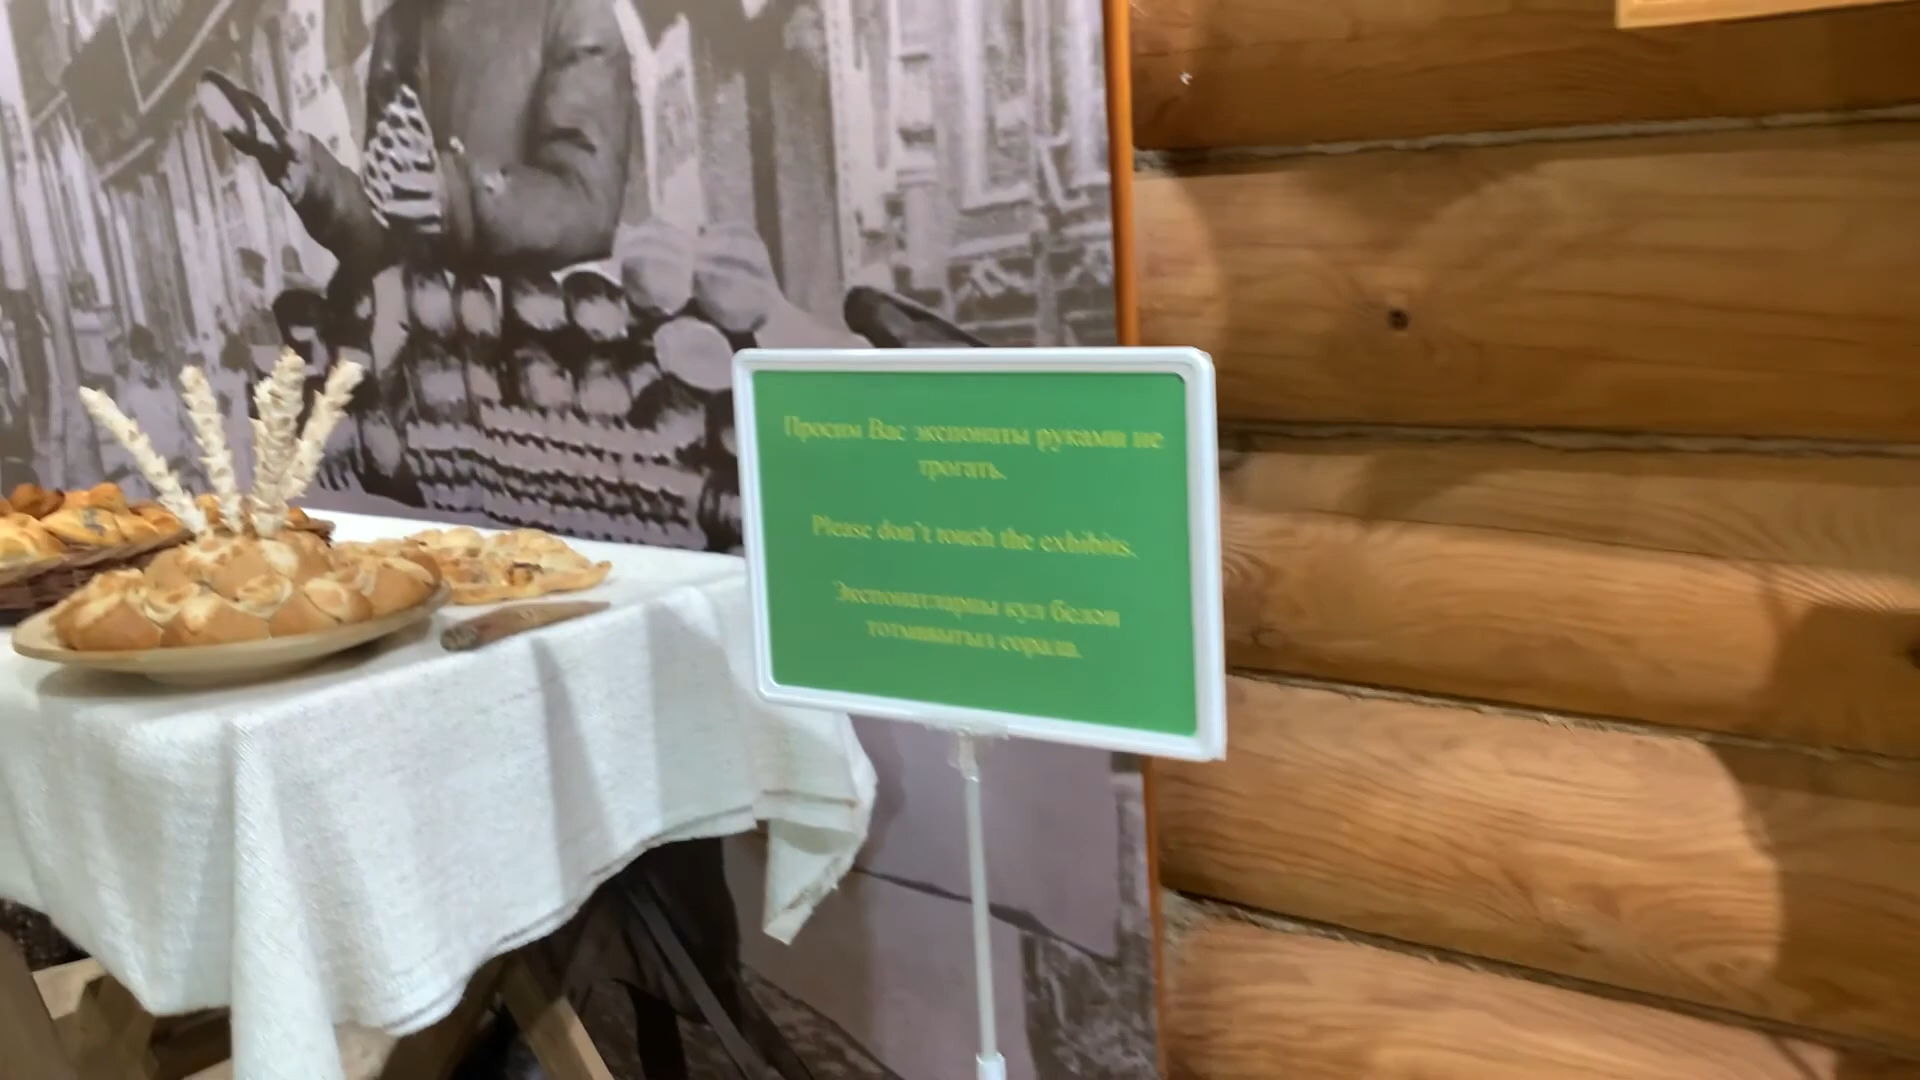 Просим Вас экспонаты руками не
трогать.
Please don't touch the exhibits.
Экспонатларны кул белән
тотмавыгыз сорала.